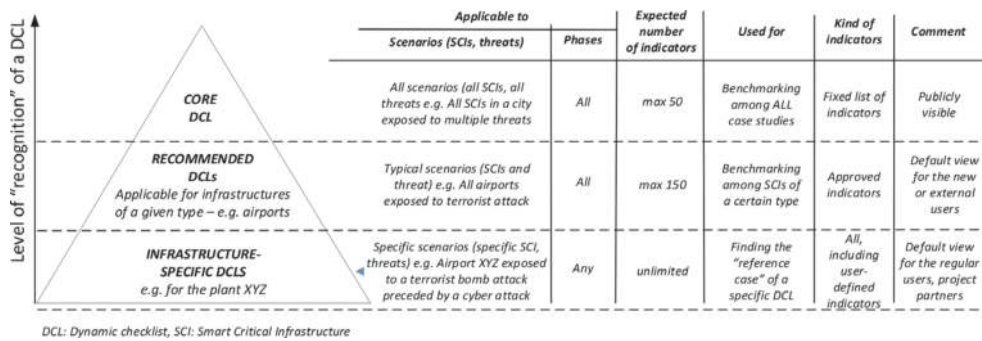 Level of "recognition" of a DCL
Applicable to
Scenarios (SCIs, threats)
Phases
Expected
number
of indicators
Used for
Kind of
indicators
Comment
CORE
DCL
All scenarios (all SCIs, all
threats e.g. All SCIs in a city
exposed to multiple threats
All
max 50
Benchmarking
among ALL
case studies
Fixed list of
indicators
Publicly
visible
RECOMMENDED
DCLs
Applicable for infrastructures
of a given type – e.g. airports
Typical scenarios (SCIs and
threat) e.g. All airports
exposed to terrorist attack
All
max 150
Benchmarking
among SCIs of
a certain type
Approved
indicators
Default view
for the new
or external
users
INFRASTRUCTURE-
SPECIFIC DCLS
e.g. for the plant XYZ
Specific scenarios (specific SCI,
threats) e.g. Airport XYZ exposed
to a terrorist bomb attack
preceded by a cyber attack
Any
unlimited
Finding the
"reference
case" of a
specific DCL
All,
including
user-
defined
indicators
Default view
for the regular
users, project
partners
DCL: Dynamic checklist, SCI: Smart Critical Infrastructure